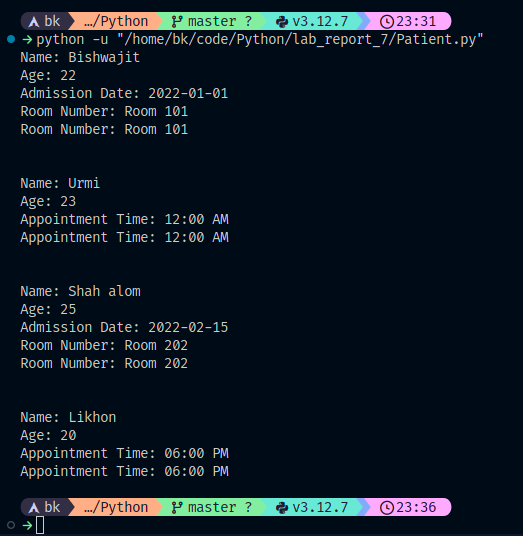 bk …/Python master ? v3.12.7 23:31
→ python -u "/home/bk/code/Python/lab_report_7/Patient.py"
Name: Bishwajit
Age: 22
Admission Date: 2022-01-01
Room Number: Room 101
Room Number: Room 101
Name: Urmi
Age: 23
Appointment Time: 12:00 AM
Appointment Time: 12:00 AM
Name: Shah alom
Age: 25
Admission Date: 2022-02-15
Room Number: Room 202
Room Number: Room 202
Name: Likhon
Age: 20
Appointment Time: 06:00 PM
Appointment Time: 06:00 PM
bk …/Python master ? v3.12.7 23:36
→